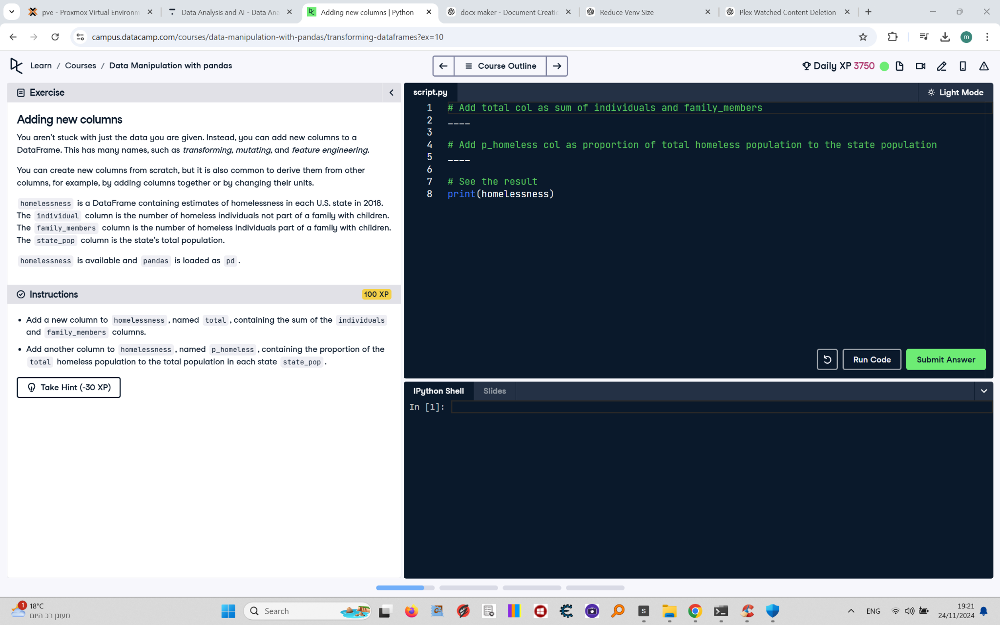 pve - Proxmox Virtual Environm
Data Analysis and AI - Data Ana
Adding new columns | Python
docx maker - Document Creatic
Reduce Venv Size
Plex Watched Content Deletion
campus.datacamp.com/courses/data-manipulation-with-pandas/transforming-dataframes?ex=10
m
Learn / Courses / Data Manipulation with pandas
Course Outline
Daily XP 3750
Exercise
Adding new columns
You aren't stuck with just the data you are given. Instead, you can add new columns to a
DataFrame. This has many names, such as transforming, mutating, and feature engineering.
You can create new columns from scratch, but it is also common to derive them from other
columns, for example, by adding columns together or by changing their units.
homelessness is a DataFrame containing estimates of homelessness in each U.S. state in 2018.
The individual column is the number of homeless individuals not part of a family with children.
The family_members column is the number of homeless individuals part of a family with children.
The state_pop column is the state's total population.
homelessness is available and pandas is loaded as pd .
Instructions
100 XP
• Add a new column to homelessness , named total , containing the sum of the individuals
and family_members columns.
• Add another column to homelessness , named p_homeless , containing the proportion of the
total homeless population to the total population in each state state_pop .
Take Hint (-30 XP)
script.py
Light Mode
1 # Add total col as sum of individuals and family_members
2 ____
3
4 # Add p_homeless col as proportion of total homeless population to the state population
5 ____
6
7 # See the result
8 print(homelessness)
Run Code
Submit Answer
IPython Shell
Slides
In [1]:
1
18°C
מעונן רב היום
Search
S
ENG
19:21
24/11/2024